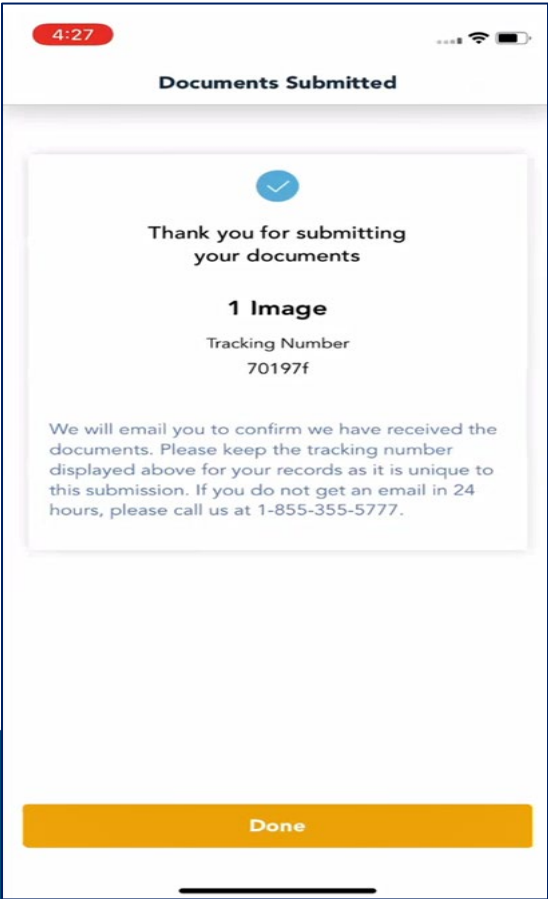 4:27
Documents Submitted
Thank you for submitting
your documents
1 Image
Tracking Number
70197f
We will email you to confirm we have received the
documents. Please keep the tracking number
displayed above for your records as it is unique to
this submission. If you do not get an email in 24
hours, please call us at 1-855-355-5777.
Done